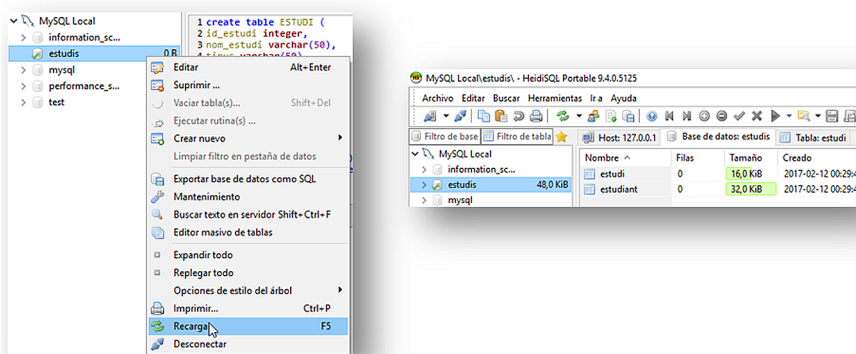 MySQL Local
information_sc...
estudis 0 B
mysql
performance_s...
test
1 create table ESTUDI (
2 id_estudi integer,
3 nom_estudi varchar(50),
Editar Alt+Enter
Suprimir ...
Vaciar tabla(s)... Shift+Del
Ejecutar rutina(s) ...
Crear nuevo
Limpiar filtro en pestaña de datos
Exportar base de datos como SQL
Mantenimiento
Buscar texto en servidor Shift+Ctrl+F
Editor masivo de tablas
Expandir todo
Replegar todo
Opciones de estilo del árbol
Imprimir... Ctrl+P
Recargar F5
Desconectar
MySQL Local\estudis\ - HeidiSQL Portable 9.4.0.5125
Archivo Editar Buscar Herramientas Ir a Ayuda
Filtro de base Filtro de tabla Host: 127.0.0.1 Base de datos: estudis Tabla: estudi
MySQL Local
information_sc...
estudis 48,0 KiB
mysql
Nombre Filas Tamaño Creado
estudi 0 16,0 KiB 2017-02-12 00:29:4
estudiant 0 32,0 KiB 2017-02-12 00:29:4